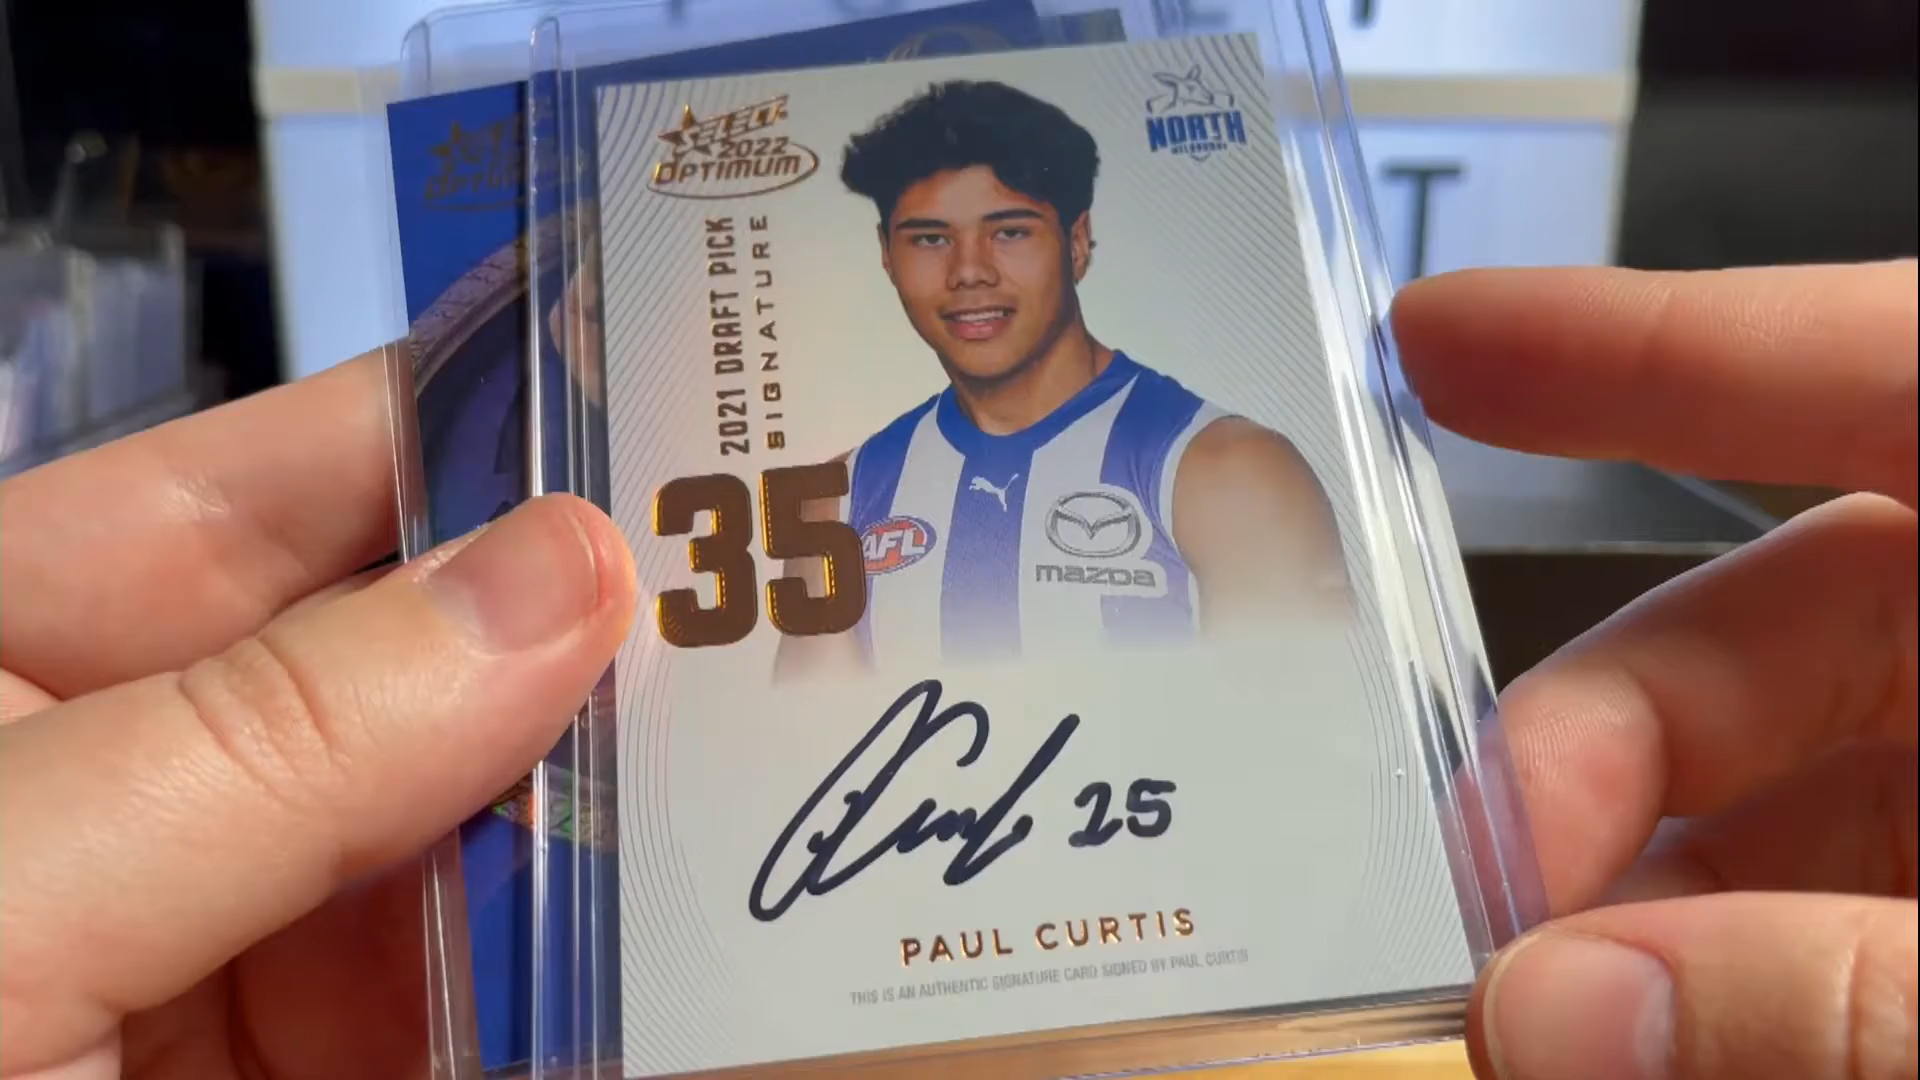 SELECT
2022
OPTIMUM
NORTH
MELBOURNE
2021 DRAFT PICK
SIGNATURE
35
AFL
mazda
25
PAUL CURTIS
THIS IS AN AUTHENTIC SIGNATURE CARD SIGNED BY PAUL CURTIS
T